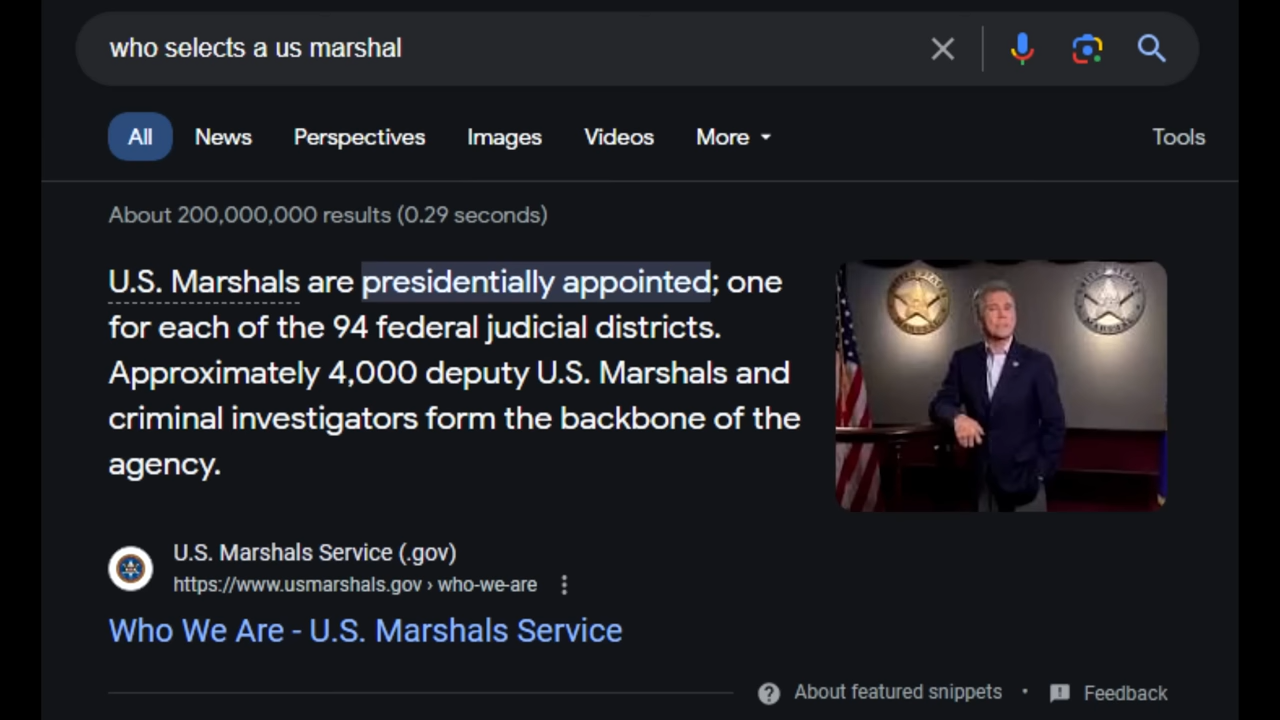 who selects a us marshal
All News Perspectives Images Videos More Tools
About 200,000,000 results (0.29 seconds)
U.S. Marshals are presidentially appointed; one
for each of the 94 federal judicial districts.
Approximately 4,000 deputy U.S. Marshals and
criminal investigators form the backbone of the
agency.
U.S. Marshals Service (.gov)
https://www.usmarshals.gov › who-we-are
Who We Are - U.S. Marshals Service
About featured snippets • Feedback